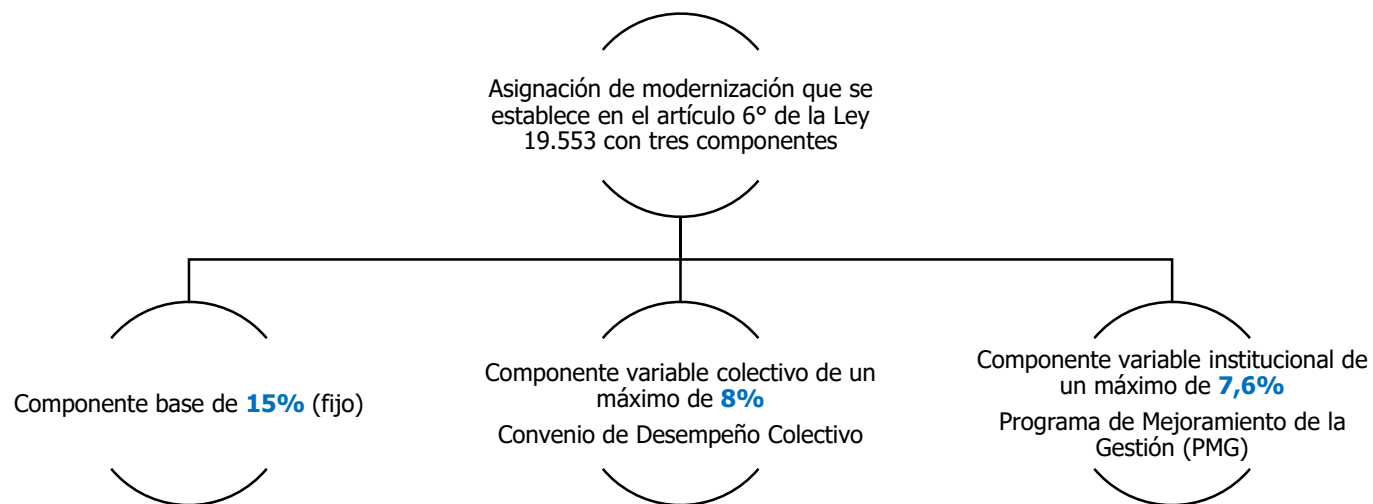 Asignación de modernización que se
establece en el artículo 6° de la Ley
19.553 con tres componentes
Componente base de 15% (fijo)
Componente variable colectivo de un
máximo de 8%
Convenio de Desempeño Colectivo
Componente variable institucional de
un máximo de 7,6%
Programa de Mejoramiento de la
Gestión (PMG)